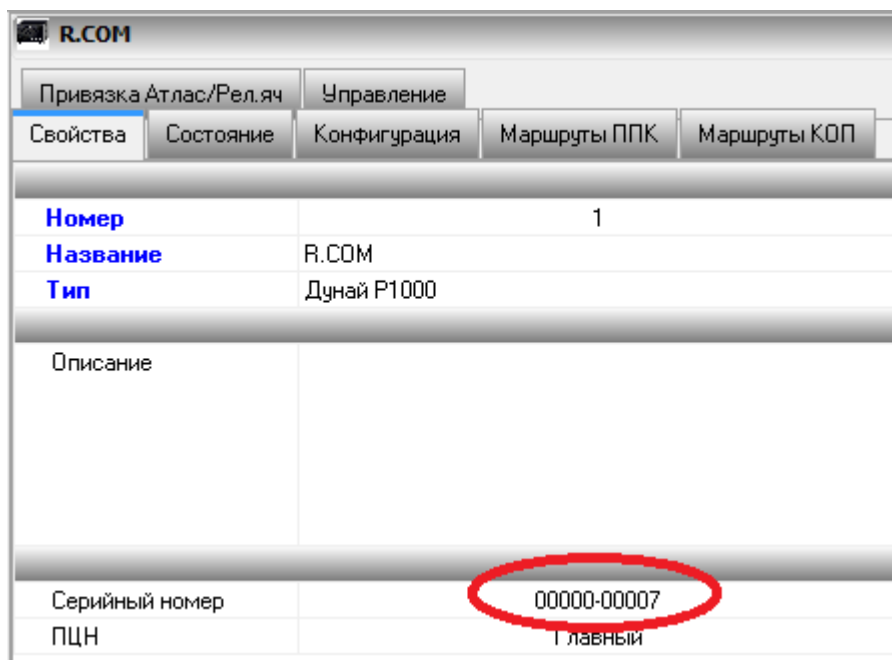 R.COM
Привязка Атлас/Рел.яч Управление
Свойства Состояние Конфигурация Маршруты ППК Маршруты КОП
Номер 1
Название R.COM
Тип Дунай Р1000
Описание
Серийный номер 00000-00007
ПЦН Главный